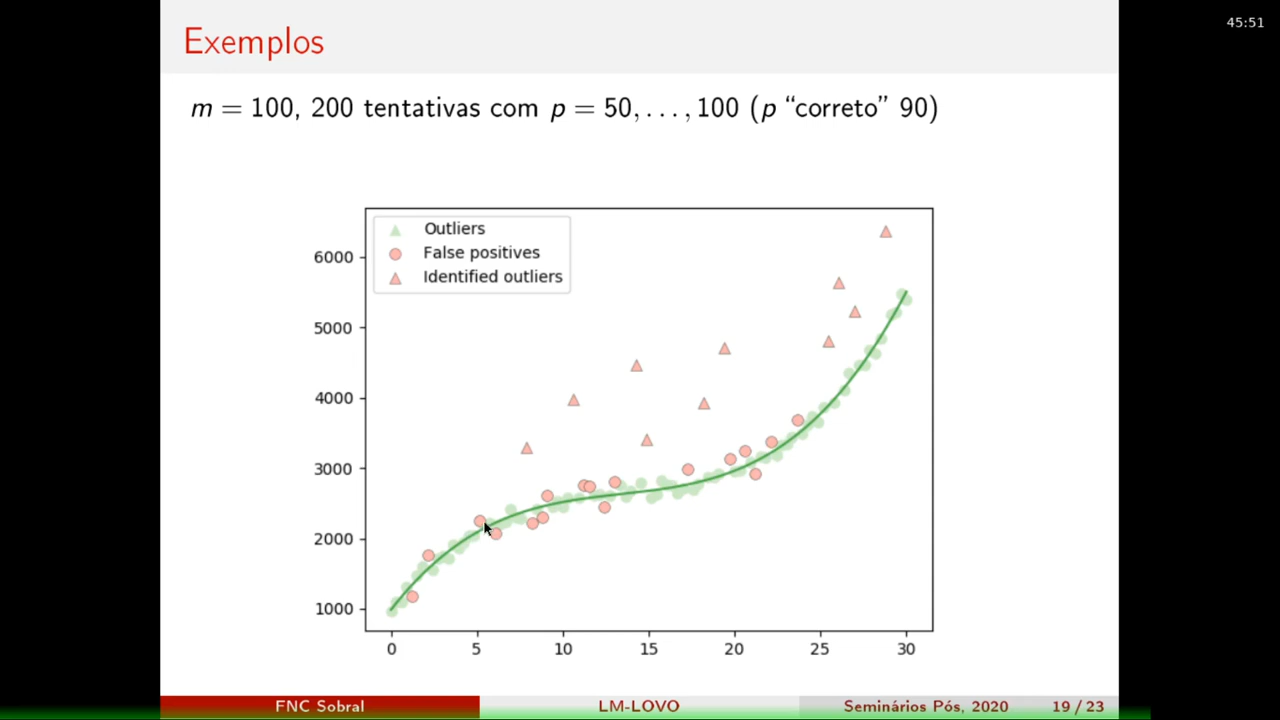 45:51
Exemplos
m = 100, 200 tentativas com p = 50, . . . , 100 (p “correto” 90)
Outliers
False positives
Identified outliers
6000
5000
4000
3000
2000
1000
0 5 10 15 20 25 30
FNC Sobral LM-LOVO Seminários Pós, 2020 19 / 23